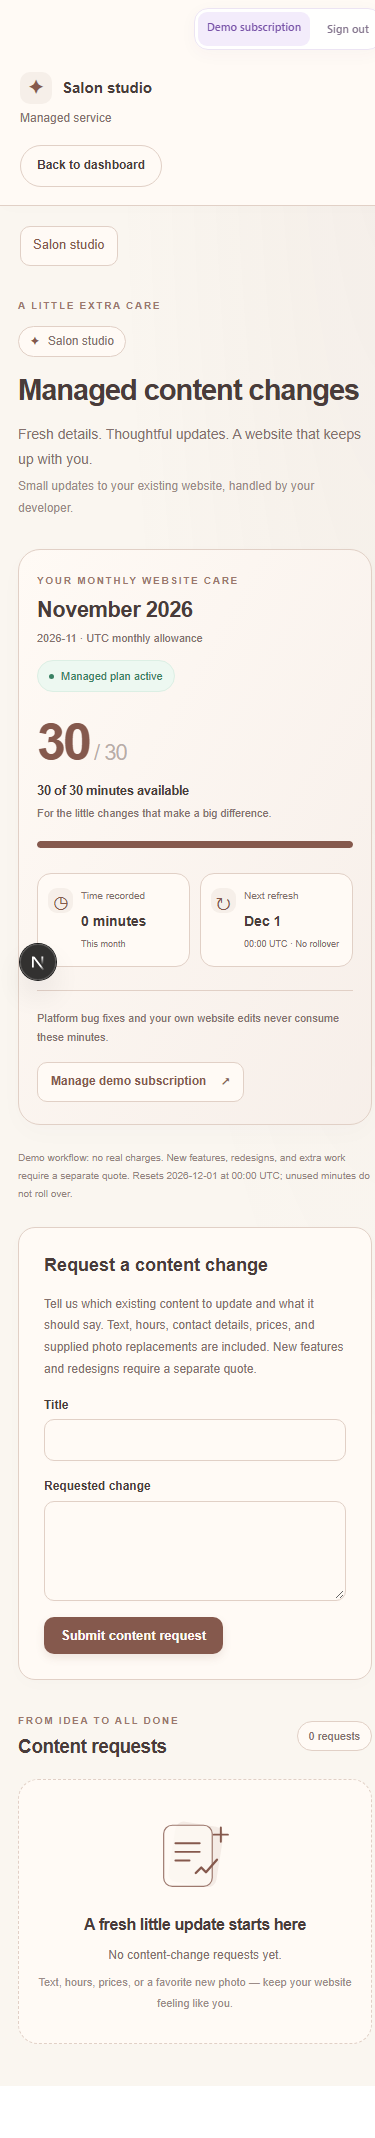 Demo subscription
Sign out
Salon studio
Managed service
Back to dashboard
Salon studio
A LITTLE EXTRA CARE
Salon studio
Managed content changes
Fresh details. Thoughtful updates. A website that keeps
up with you.
Small updates to your existing website, handled by your
developer.
YOUR MONTHLY WEBSITE CARE
November 2026
2026-11 · UTC monthly allowance
Managed plan active
30 / 30
30 of 30 minutes available
For the little changes that make a big difference.
Time recorded
0 minutes
This month
Next refresh
Dec 1
00:00 UTC · No rollover
N
Platform bug fixes and your own website edits never consume
these minutes.
Manage demo subscription ↗
Demo workflow: no real charges. New features, redesigns, and extra work
require a separate quote. Resets 2026-12-01 at 00:00 UTC; unused minutes do
not roll over.
Request a content change
Tell us which existing content to update and what it
should say. Text, hours, contact details, prices, and
supplied photo replacements are included. New features
and redesigns require a separate quote.
Title
Requested change
Submit content request
FROM IDEA TO ALL DONE
Content requests
0 requests
A fresh little update starts here
No content-change requests yet.
Text, hours, prices, or a favorite new photo — keep your website
feeling like you.